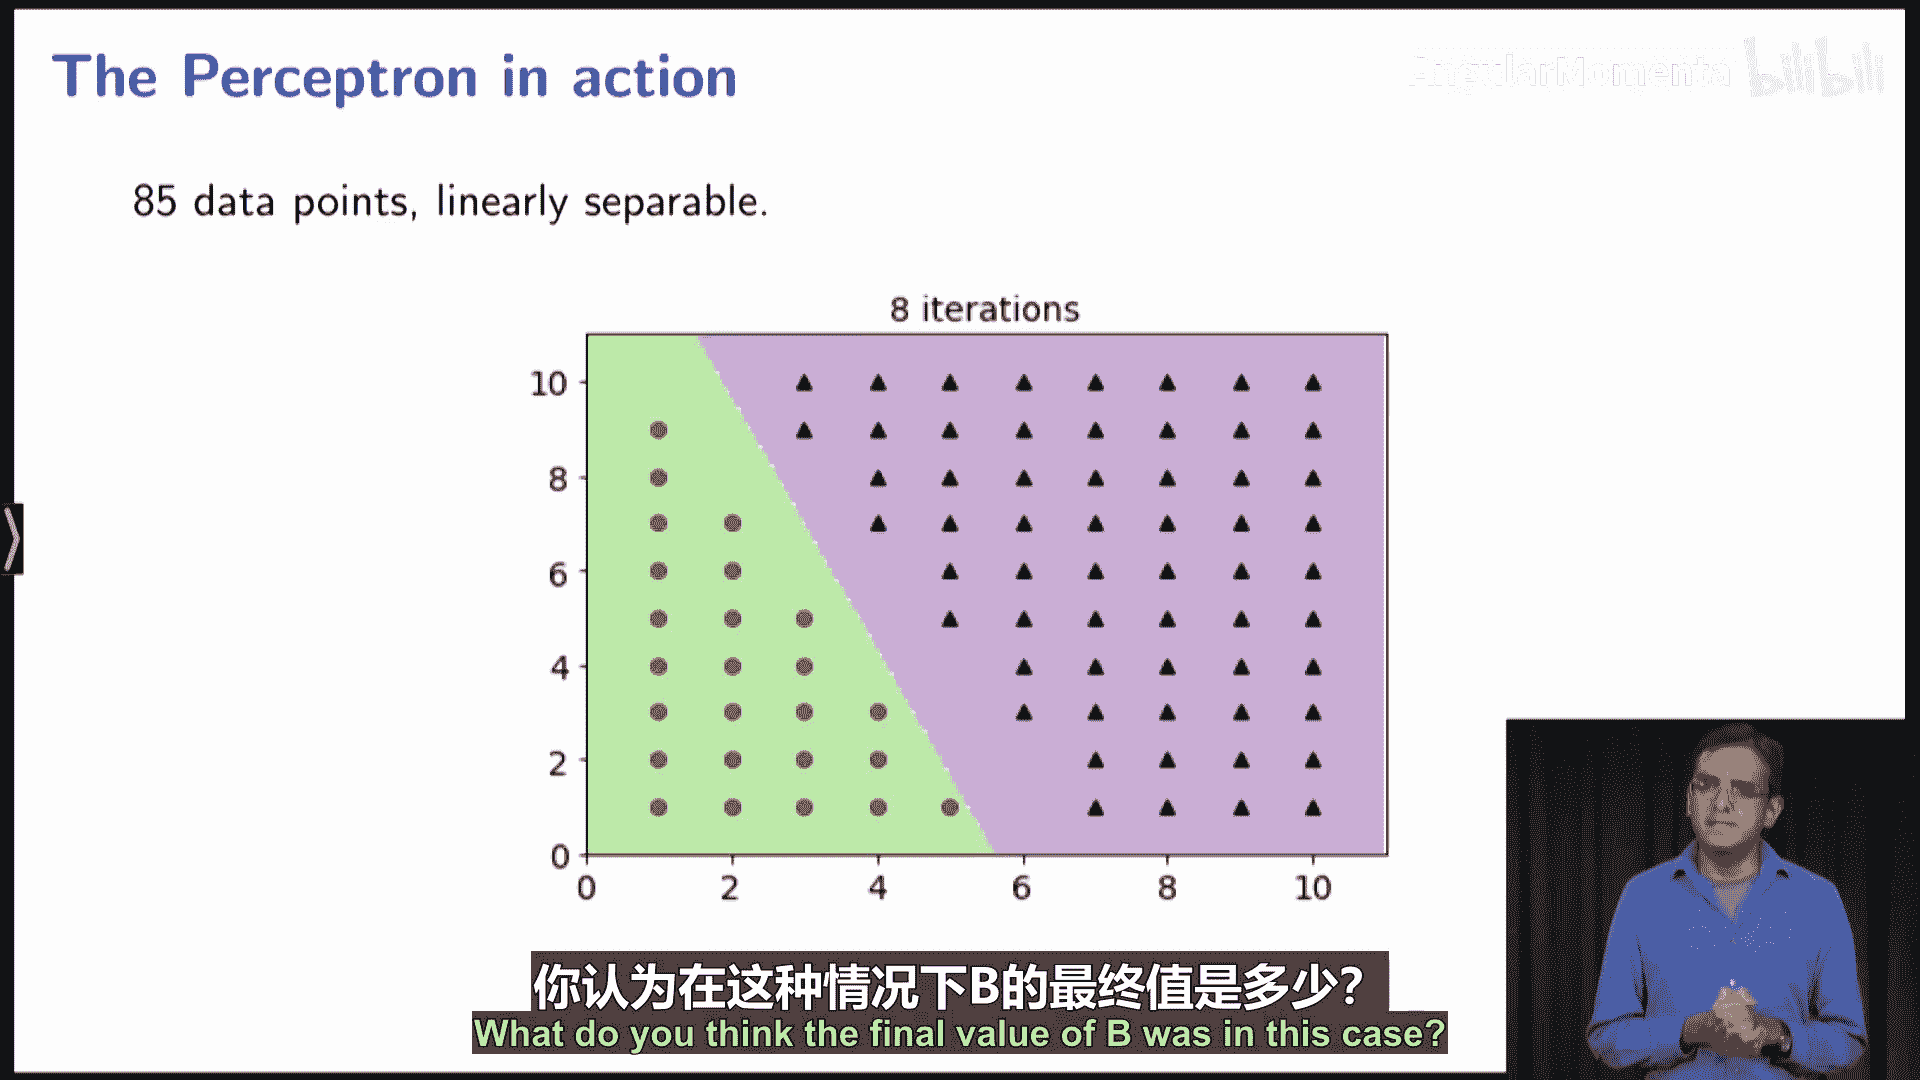 The Perceptron in action
AngularMomenta bilibili
85 data points, linearly separable.
8 iterations
10
8
6
4
2
0
0 2 4 6 8 10
你认为在这种情况下B的最终值是多少？
What do you think the final value of B was in this case?